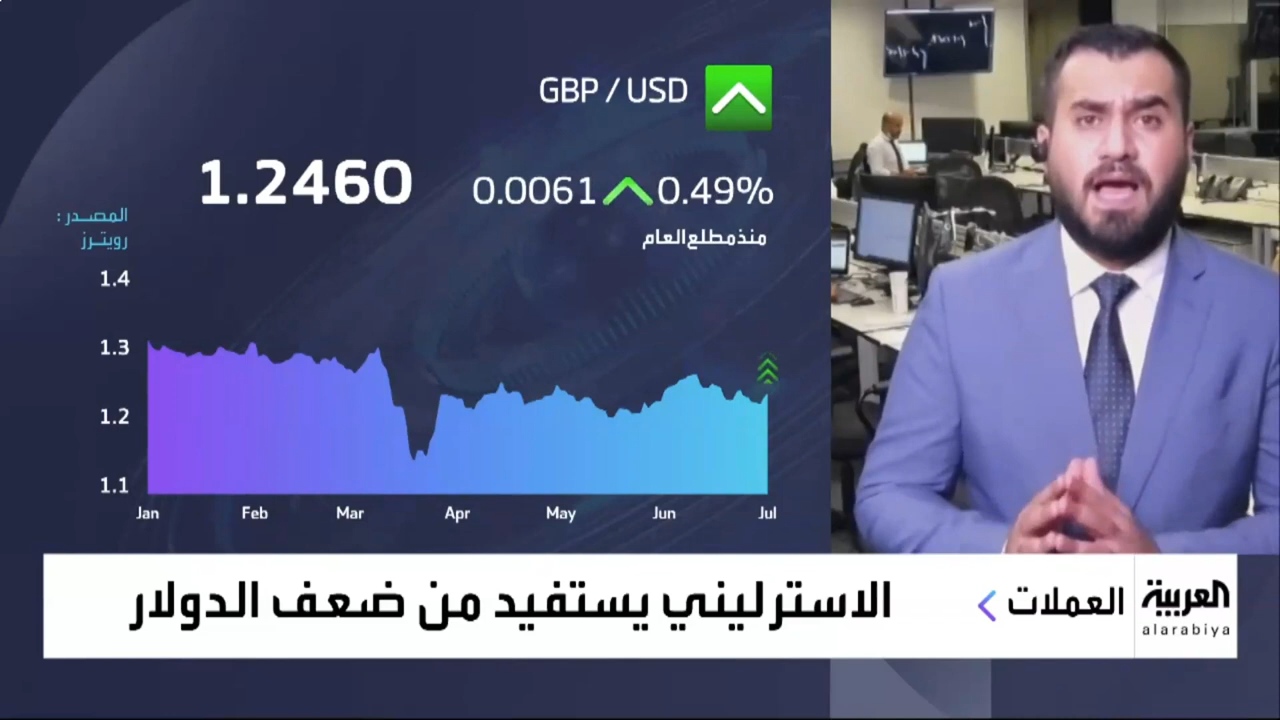 GBP / USD
1.2460
0.0061 0.49%
منذ مطلع العام
المصدر :
رويترز
1.4
1.3
1.2
1.1
Jan Feb Mar Apr May Jun Jul
العربية
alarabiya
العملات
الاسترليني يستفيد من ضعف الدولار